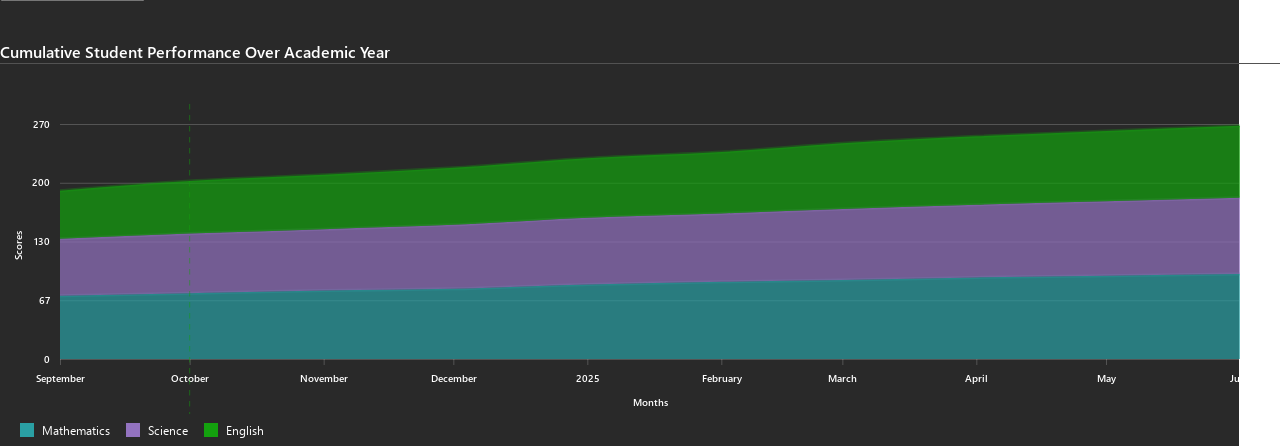 Cumulative Student Performance Over Academic Year
270
200
130
67
0
Scores
September October November December 2025 February March April May Ju
Months
Mathematics Science English